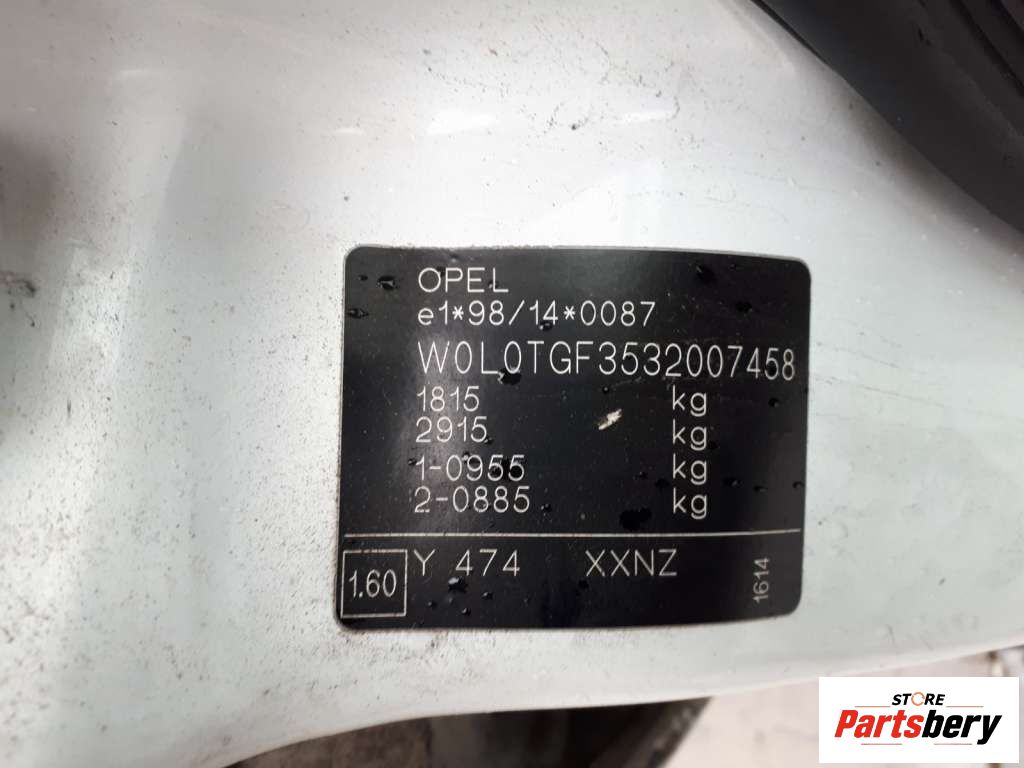 OPEL
e1*98/14*0087
W0L0TGF3532007458
1815 kg
2915 kg
1-0955 kg
2-0885 kg
1.60 Y 474 XXNZ 1614
STORE
Partsbery